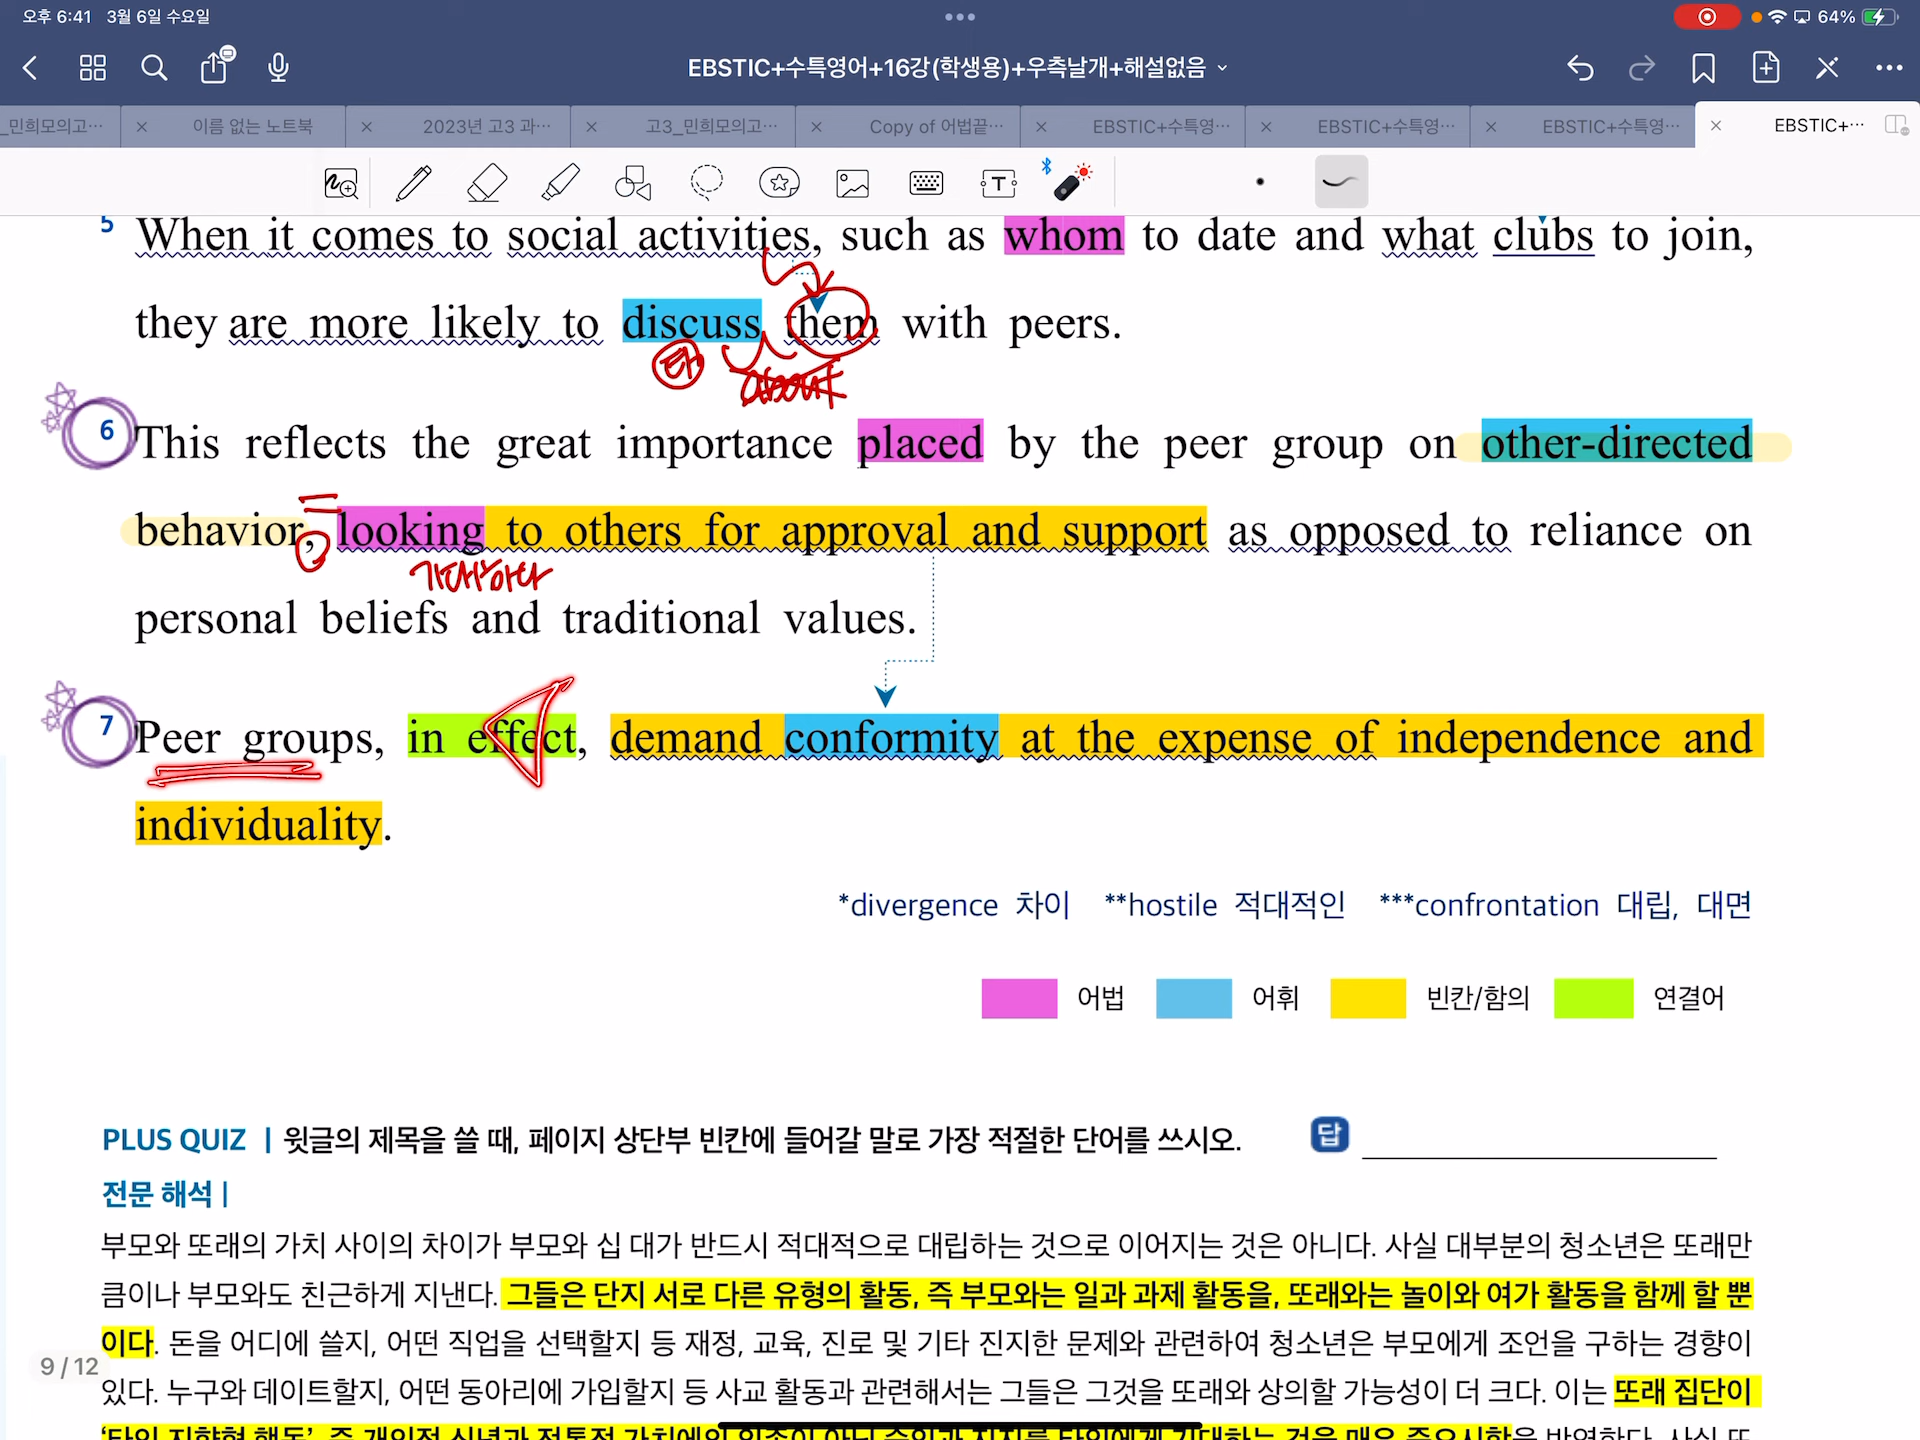 오후 6:41 3월 6일 수요일
64%
EBSTIC+수특영어+16강(학생용)+우측날개+해설없음
_민희모의고… 이름 없는 노트북 2023년 고3 과… 고3_민희모의고… Copy of 어법끝… EBSTIC+수특영… EBSTIC+수특영… EBSTIC+수특영… EBSTIC+…
5 When it comes to social activities, such as whom to date and what clubs to join,
they are more likely to discuss them with peers.
타 about
6 This reflects the great importance placed by the peer group on other-directed
behavior, looking to others for approval and support as opposed to reliance on
personal beliefs and traditional values.
7 Peer groups, in effect, demand conformity at the expense of independence and
individuality.
*divergence 차이 **hostile 적대적인 ***confrontation 대립, 대면
어법 어휘 빈칸/함의 연결어
PLUS QUIZ | 윗글의 제목을 쓸 때, 페이지 상단부 빈칸에 들어갈 말로 가장 적절한 단어를 쓰시오. 답
전문 해석 |
부모와 또래의 가치 사이의 차이가 부모와 십 대가 반드시 적대적으로 대립하는 것으로 이어지는 것은 아니다. 사실 대부분의 청소년은 또래만
큼이나 부모와도 친근하게 지낸다. 그들은 단지 서로 다른 유형의 활동, 즉 부모와는 일과 과제 활동을, 또래와는 놀이와 여가 활동을 함께 할 뿐
이다. 돈을 어디에 쓸지, 어떤 직업을 선택할지 등 재정, 교육, 진로 및 기타 진지한 문제와 관련하여 청소년은 부모에게 조언을 구하는 경향이
9 / 12
있다. 누구와 데이트할지, 어떤 동아리에 가입할지 등 사교 활동과 관련해서는 그들은 그것을 또래와 상의할 가능성이 더 크다. 이는 또래 집단이